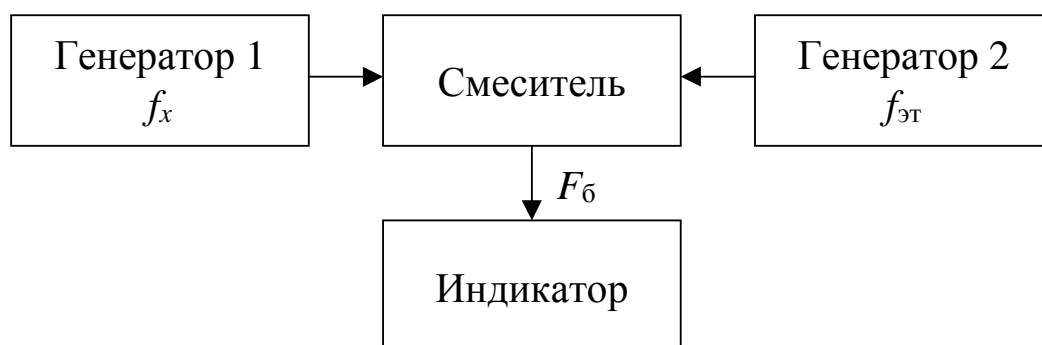 Генератор 1
fx
Смеситель
Генератор 2
fэт
Fб
Индикатор